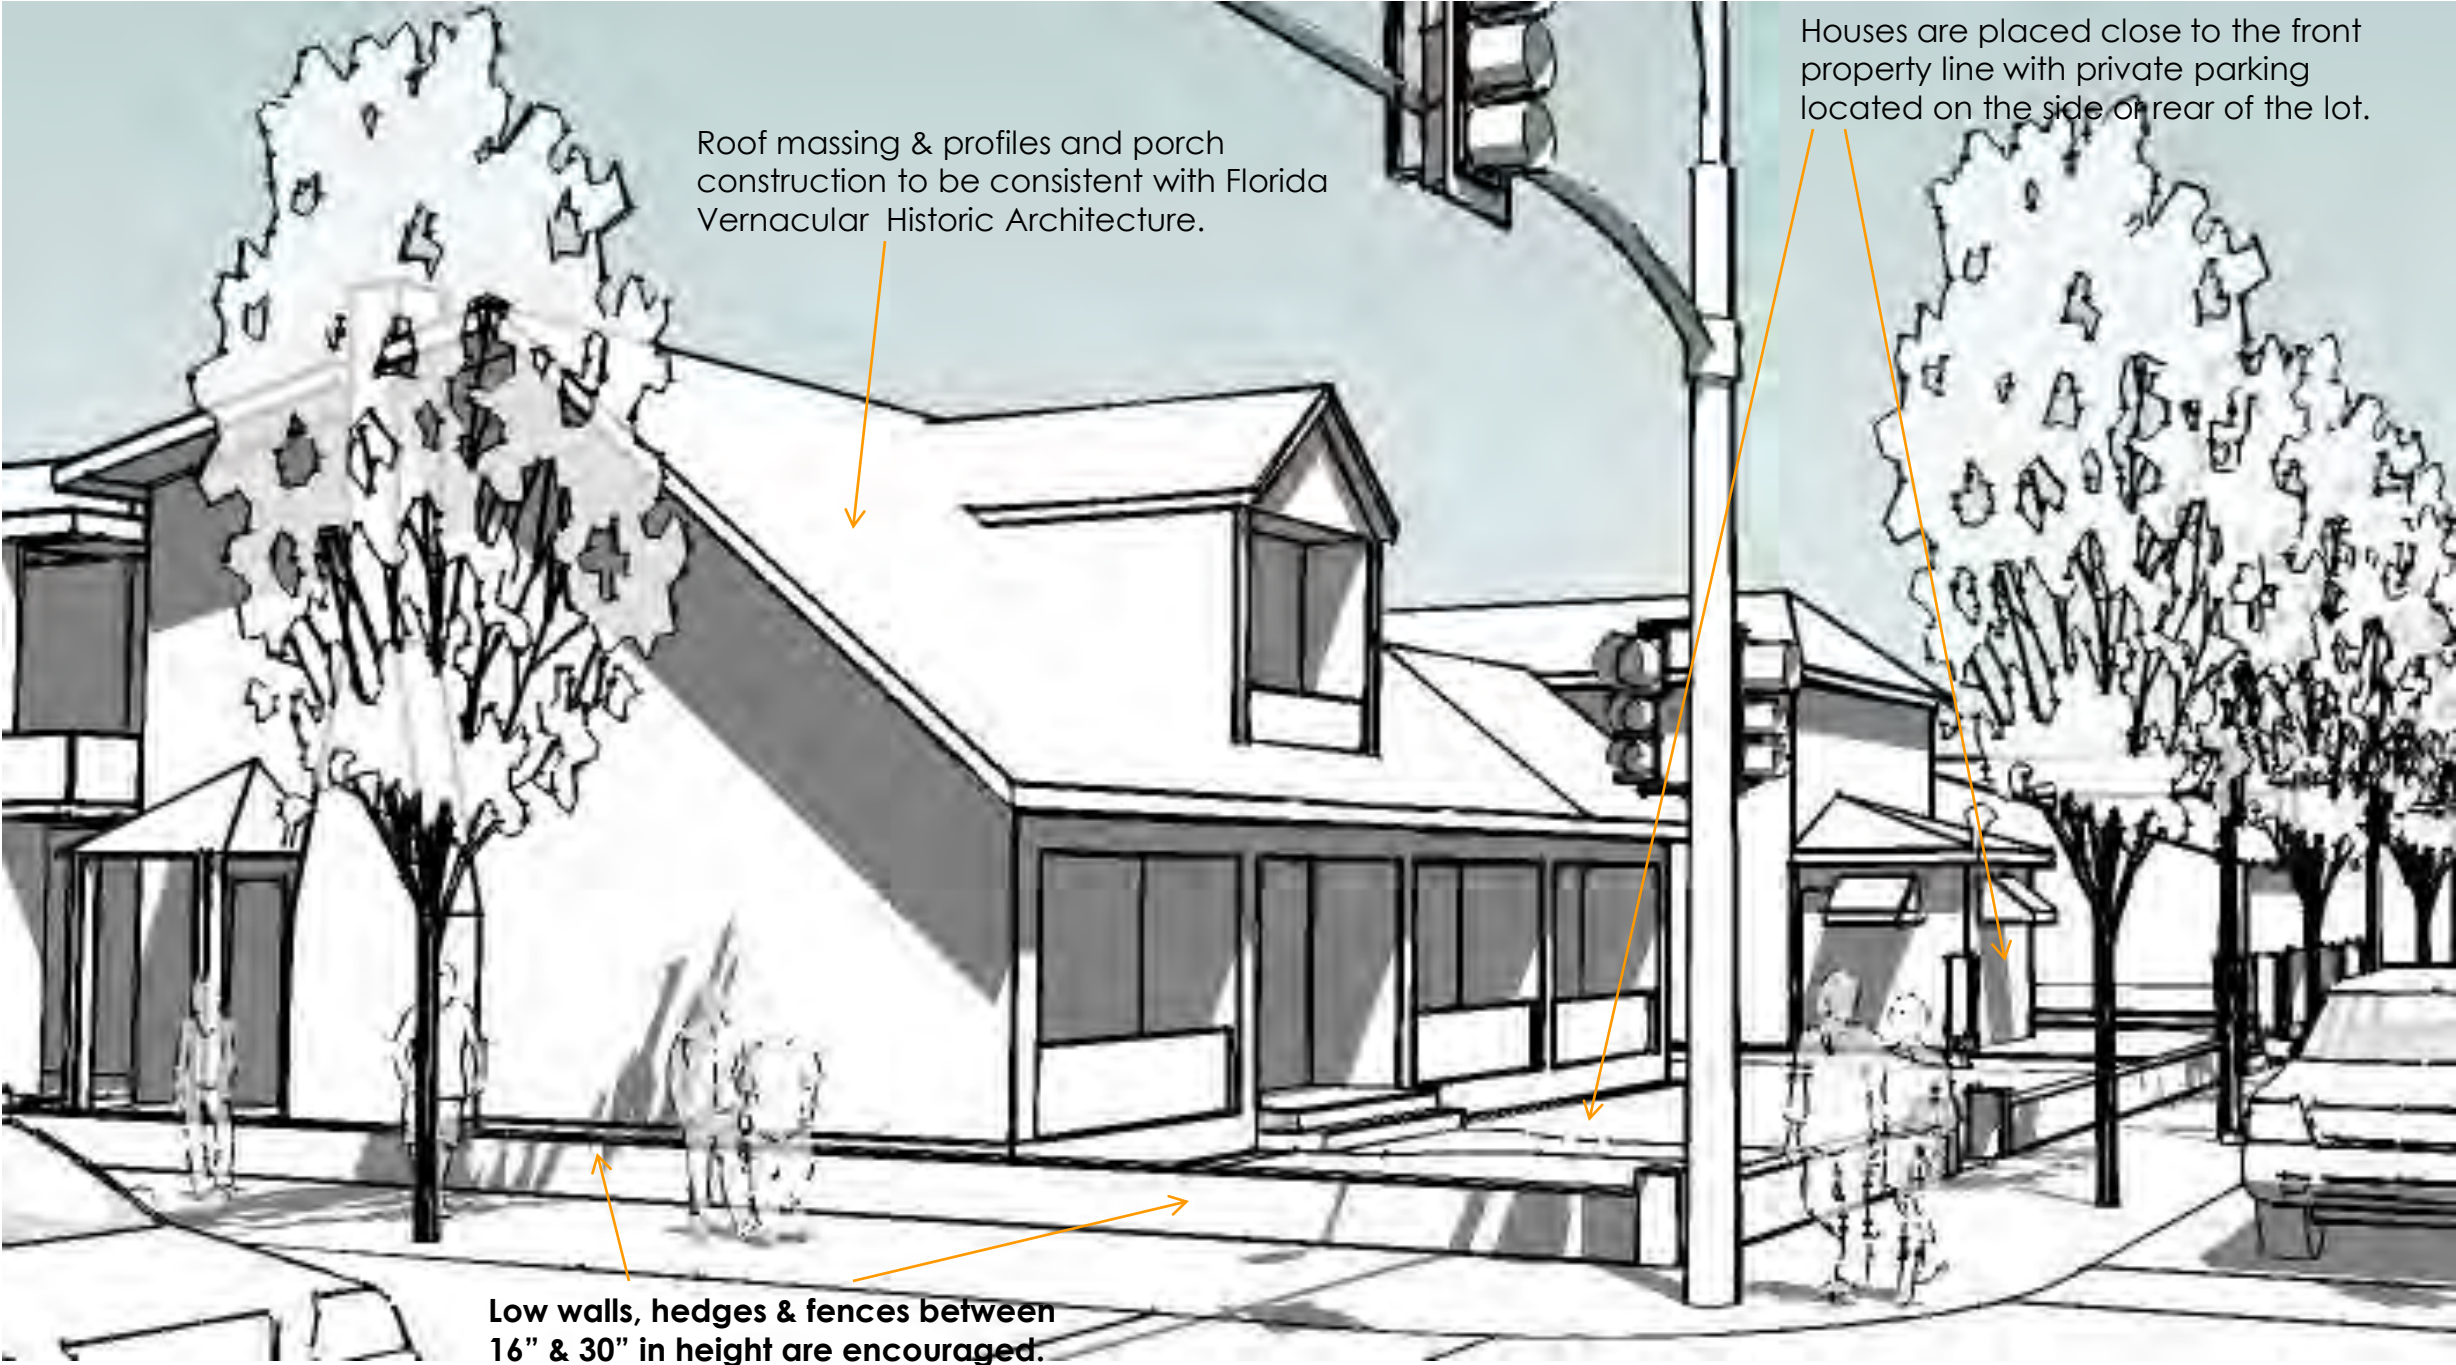 Houses are placed close to the front
property line with private parking
located on the side or rear of the lot.
Roof massing & profiles and porch
construction to be consistent with Florida
Vernacular Historic Architecture.
Low walls, hedges & fences between
16” & 30” in height are encouraged.